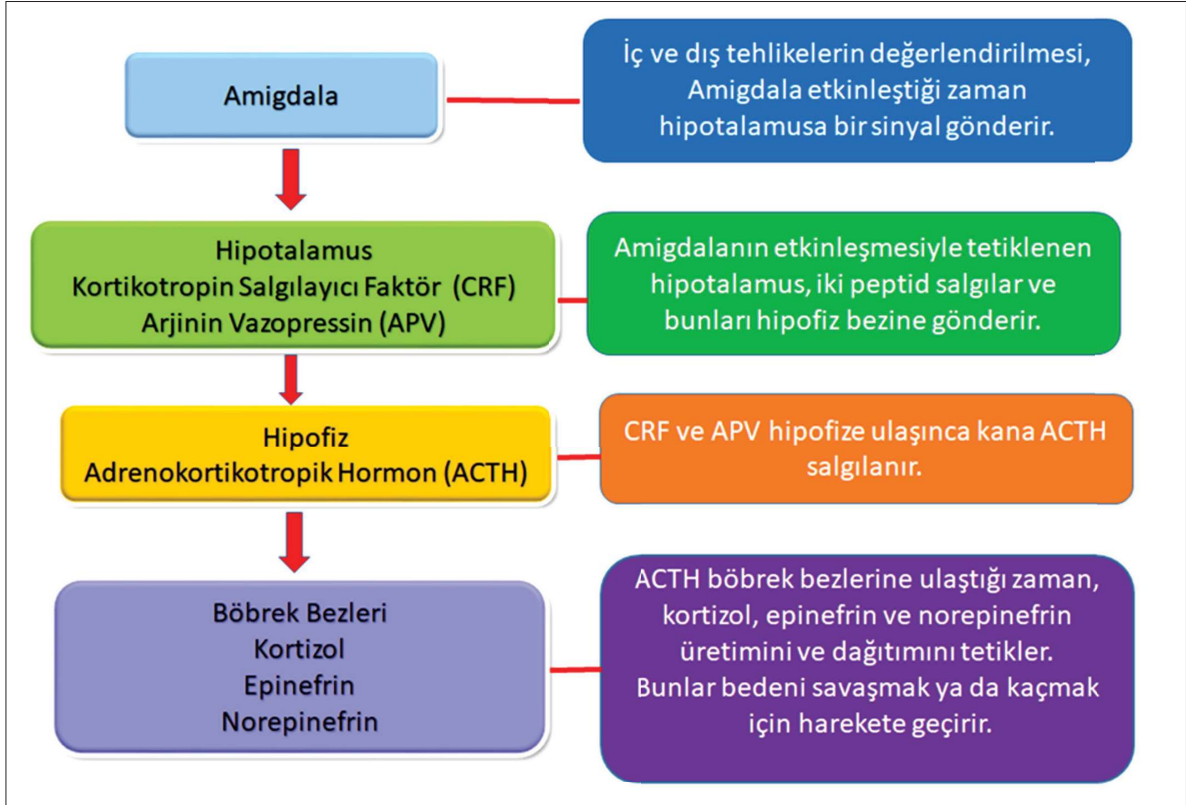 Amigdala
İç ve dış tehlikelerin değerlendirilmesi,
Amigdala etkinleştiği zaman
hipotalamusa bir sinyal gönderir.
Hipotalamus
Kortikotropin Salgılayıcı Faktör (CRF)
Arjinin Vazopressin (APV)
Amigdalanın etkinleşmesiyle tetiklenen
hipotalamus, iki peptid salgılar ve
bunları hipofiz bezine gönderir.
Hipofiz
Adrenokortikotropik Hormon (ACTH)
CRF ve APV hipofize ulaşınca kana ACTH
salgılanır.
Böbrek Bezleri
Kortizol
Epinefrin
Norepinefrin
ACTH böbrek bezlerine ulaştığı zaman,
kortizol, epinefrin ve norepinefrin
üretimini ve dağıtımını tetikler.
Bunlar bedeni savaşmak ya da kaçmak
için harekete geçirir.